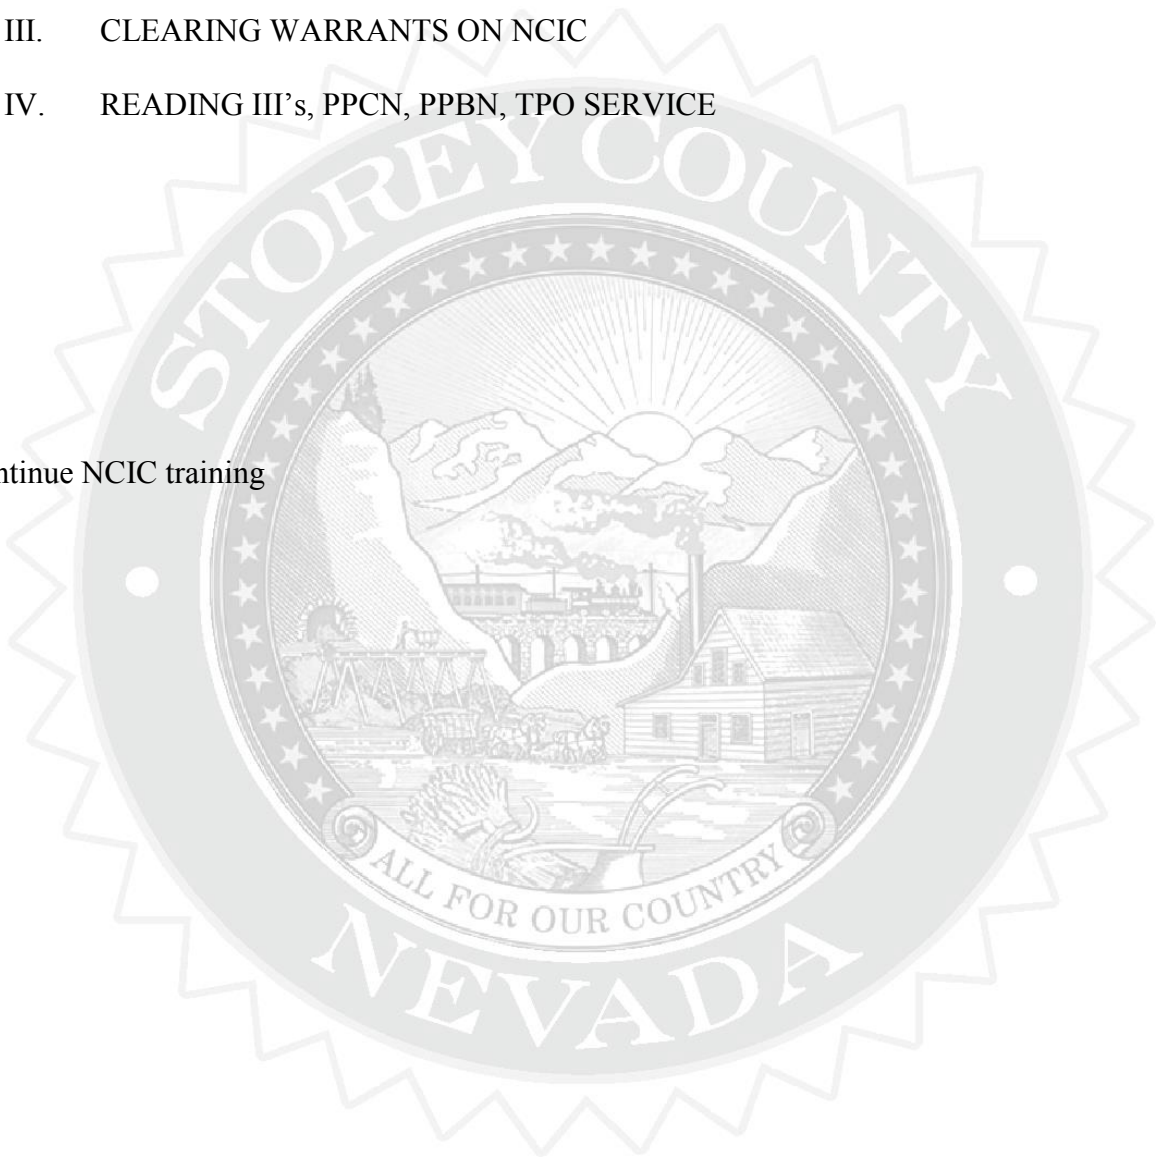 III. CLEARING WARRANTS ON NCIC
IV. READING III's, PPCN, PPBN, TPO SERVICE
STOREY COUNTY
ntinue NCIC training
ALL FOR OUR COUNTRY
NEVADA